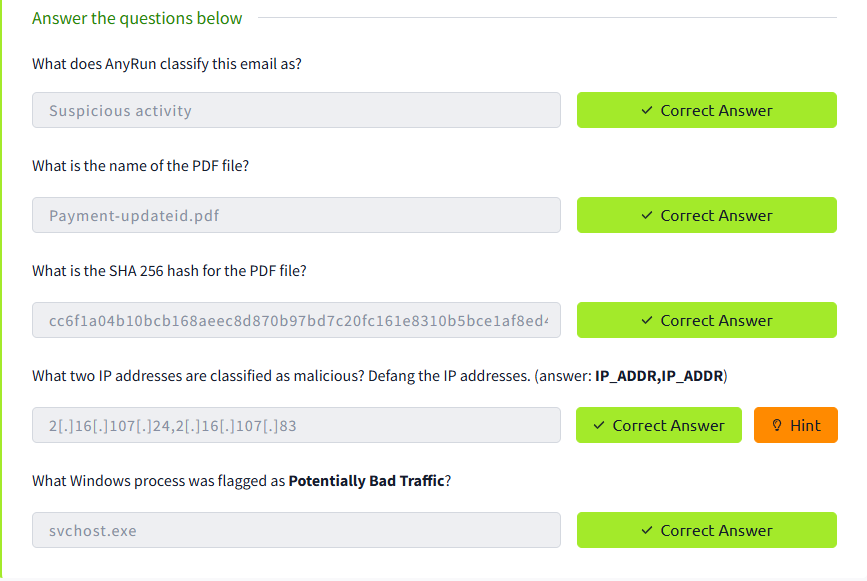 Answer the questions below
What does AnyRun classify this email as?
Suspicious activity
Correct Answer
What is the name of the PDF file?
Payment-updateid.pdf
Correct Answer
What is the SHA 256 hash for the PDF file?
cc6f1a04b10bcb168aeec8d870b97bd7c20fc161e8310b5bce1af8ed4
Correct Answer
What two IP addresses are classified as malicious? Defang the IP addresses. (answer: IP_ADDR,IP_ADDR)
2[.]16[.]107[.]24,2[.]16[.]107[.]83
Correct Answer
Hint
What Windows process was flagged as Potentially Bad Traffic?
svchost.exe
Correct Answer